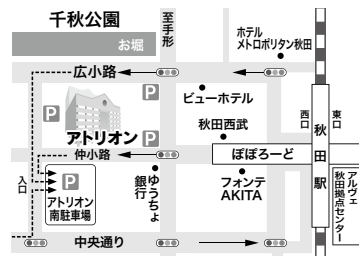 千秋公園
お堀
至手形
ホテル
メトロポリタン秋田
広小路
P
ビューホテル
P
アトリオン
P
秋田西武
西口
秋田駅
東口
仲小路
ぽぽろーど
入口
P
アトリオン
南駐車場
ゆうちょ
銀行
フォンテ
AKITA
アルヴェ
秋田拠点センター
中央通り